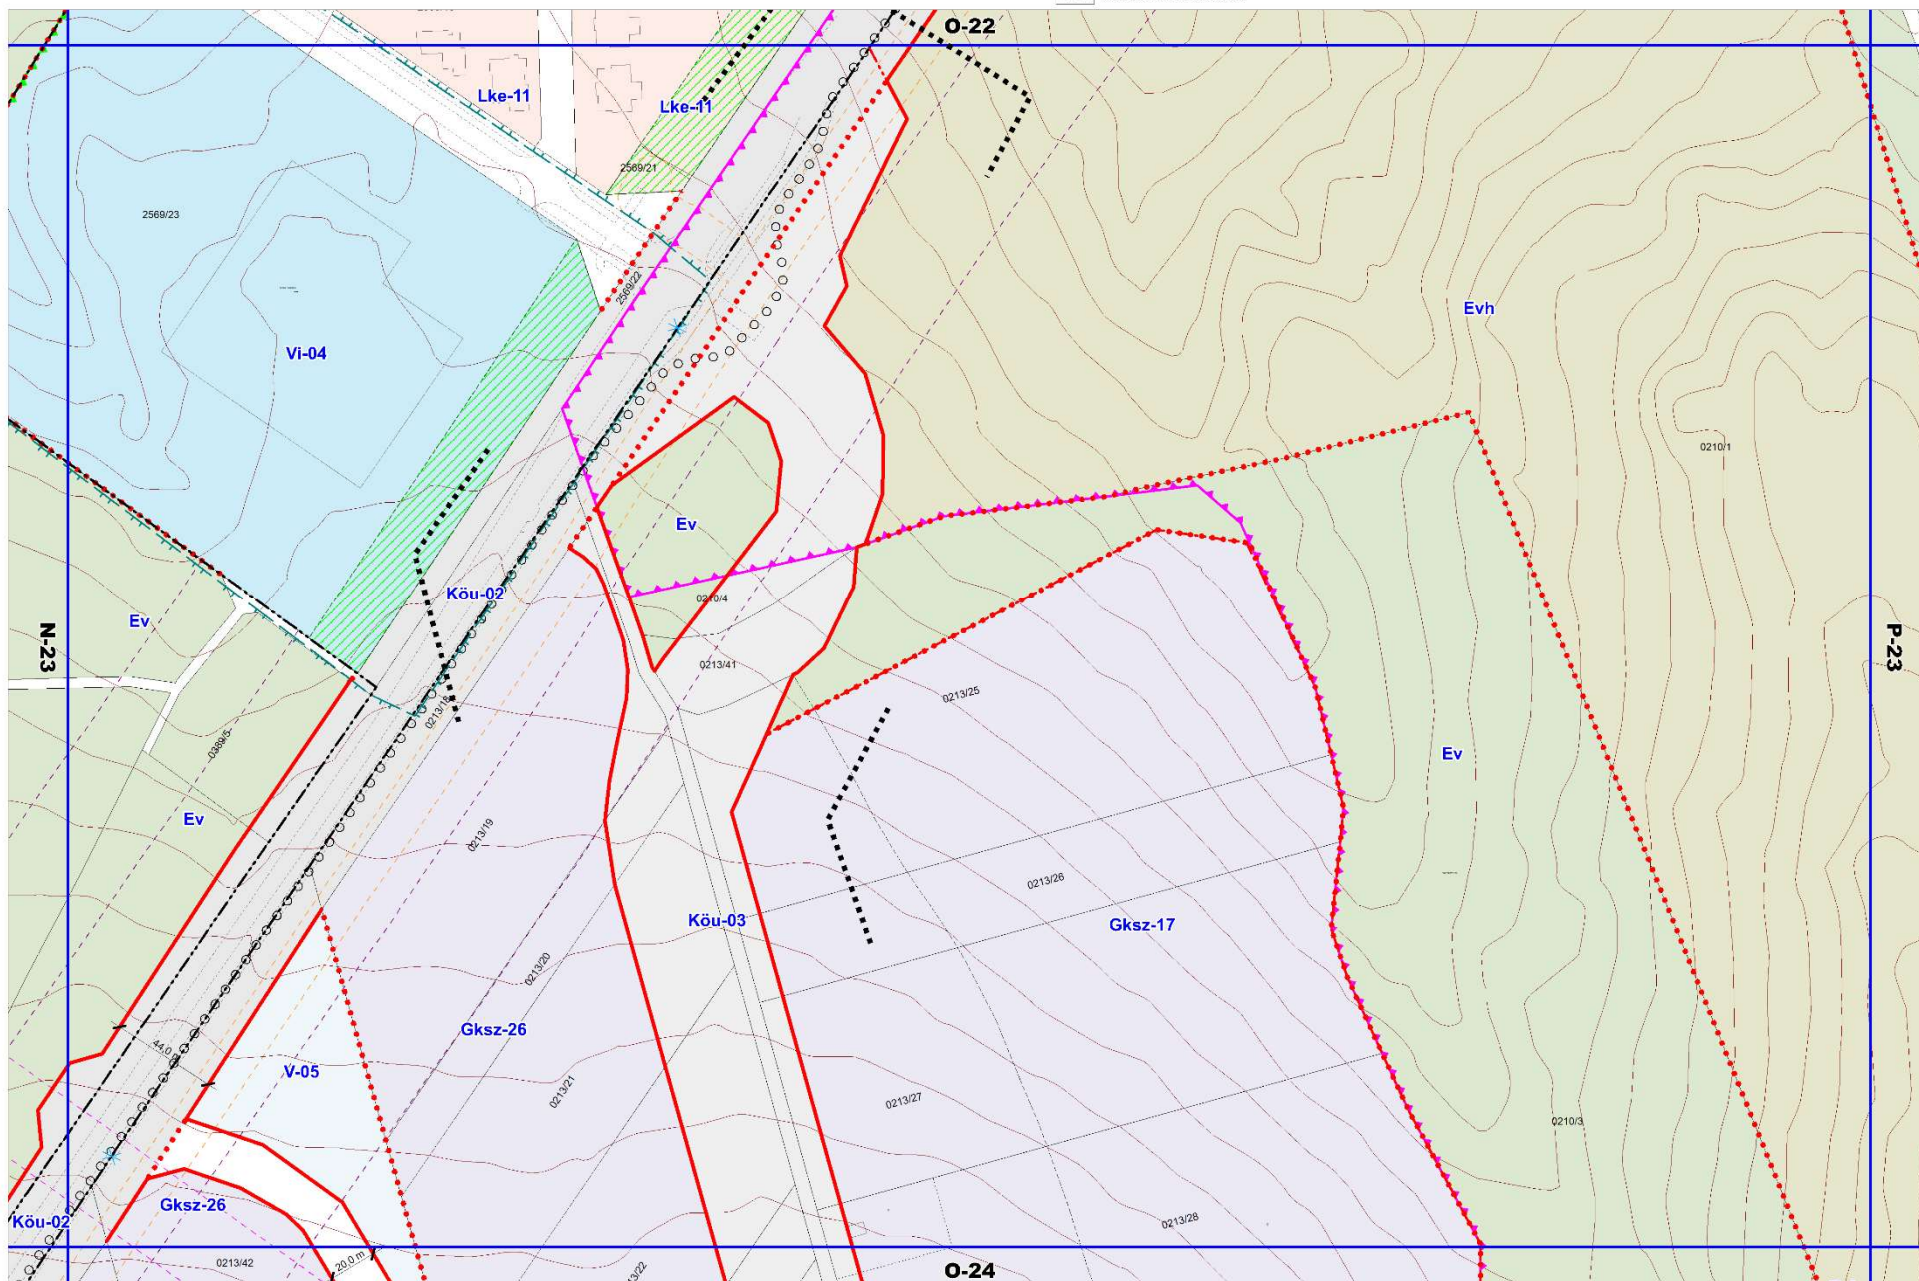 O-22
Lke-11
Lke-11
2569/21
2569/23
2569/22
Evh
Vi-04
0210/1
Ev
Köu-02
0210/4
Ev
N-23
P-23
0213/41
0213/25
0213/18
0389/5
Ev
Ev
0213/19
0213/26
Köu-03
Gksz-17
0213/20
Gksz-26
44.0 m
V-05
0213/21
0213/27
0210/3
Gksz-26
Köu-02
0213/28
0213/42
20.0 m
O-24